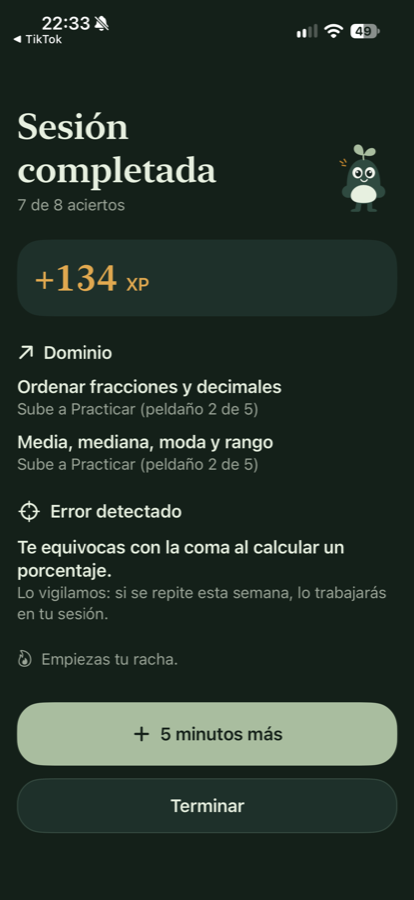 22:33
TikTok
49
Sesión
completada
7 de 8 aciertos
+134 XP
Dominio
Ordenar fracciones y decimales
Sube a Practicar (peldaño 2 de 5)
Media, mediana, moda y rango
Sube a Practicar (peldaño 2 de 5)
Error detectado
Te equivocas con la coma al calcular un
porcentaje.
Lo vigilamos: si se repite esta semana, lo trabajarás
en tu sesión.
Empiezas tu racha.
+ 5 minutos más
Terminar